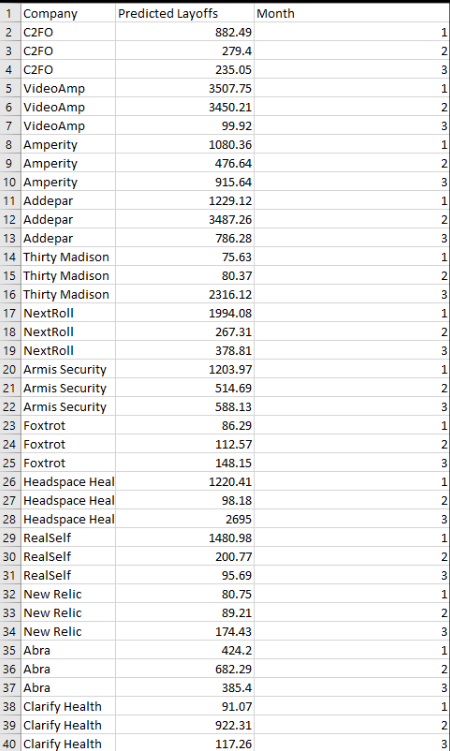 1 Company Predicted Layoffs Month
2 C2FO 882.49 1
3 C2FO 279.4 2
4 C2FO 235.05 3
5 VideoAmp 3507.75 1
6 VideoAmp 3450.21 2
7 VideoAmp 99.92 3
8 Amperity 1080.36 1
9 Amperity 476.64 2
10 Amperity 915.64 3
11 Addepar 1229.12 1
12 Addepar 3487.26 2
13 Addepar 786.28 3
14 Thirty Madison 75.63 1
15 Thirty Madison 80.37 2
16 Thirty Madison 2316.12 3
17 NextRoll 1994.08 1
18 NextRoll 267.31 2
19 NextRoll 378.81 3
20 Armis Security 1203.97 1
21 Armis Security 514.69 2
22 Armis Security 588.13 3
23 Foxtrot 86.29 1
24 Foxtrot 112.57 2
25 Foxtrot 148.15 3
26 Headspace Heal 1220.41 1
27 Headspace Heal 98.18 2
28 Headspace Heal 2695 3
29 RealSelf 1480.98 1
30 RealSelf 200.77 2
31 RealSelf 95.69 3
32 New Relic 80.75 1
33 New Relic 89.21 2
34 New Relic 174.43 3
35 Abra 424.2 1
36 Abra 682.29 2
37 Abra 385.4 3
38 Clarify Health 91.07 1
39 Clarify Health 922.31 2
40 Clarify Health 117.26 3